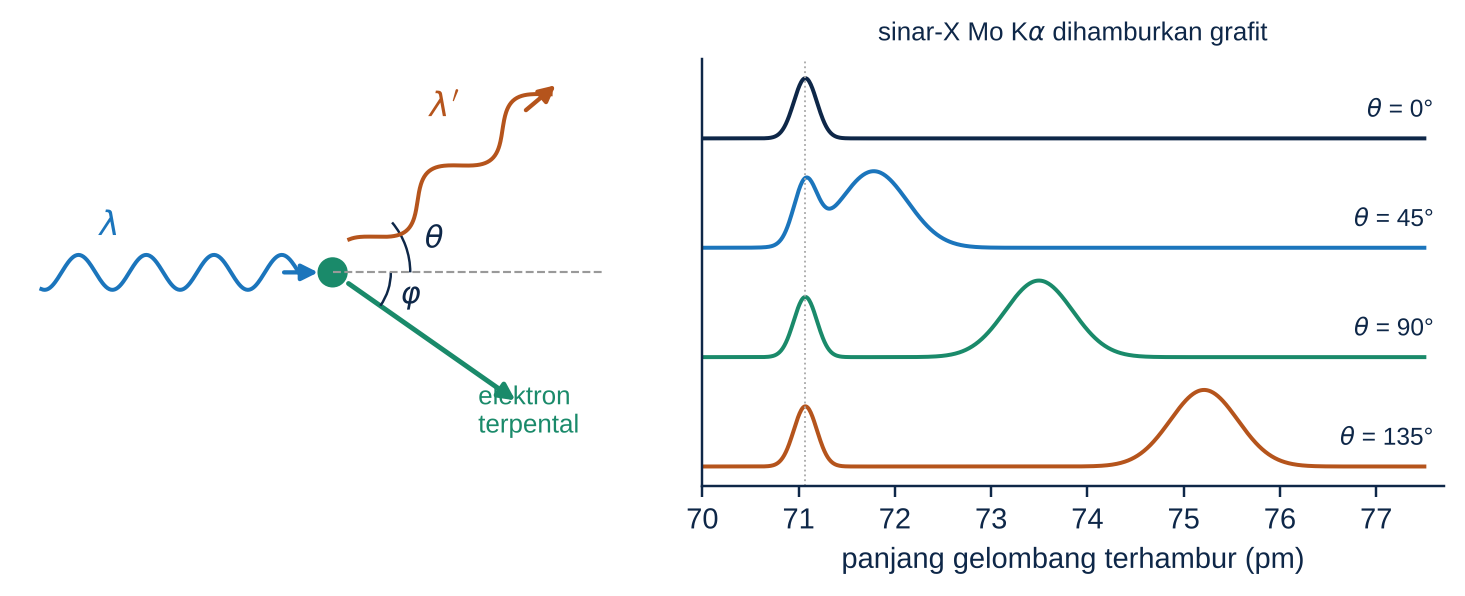 λ
λ′
θ
φ
elektron
terpental
sinar-X Mo Kα dihamburkan grafit
θ = 0°
θ = 45°
θ = 90°
θ = 135°
70 71 72 73 74 75 76 77
panjang gelombang terhambur (pm)